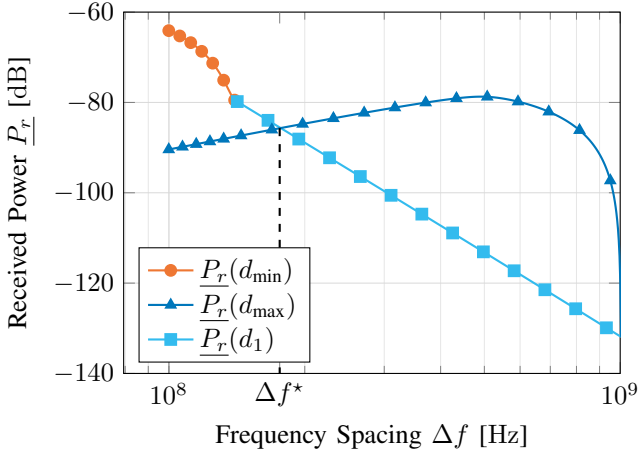 Received Power P_r [dB]
−60
−80
−100
−120
−140
P_r(d_min)
P_r(d_max)
P_r(d_1)
10^8
Δf*
10^9
Frequency Spacing Δf [Hz]